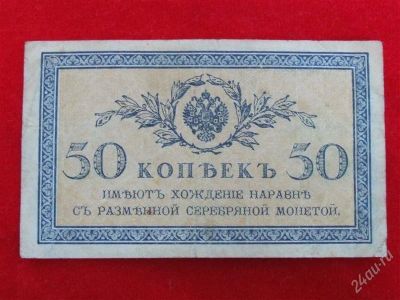 50 КОПѢЕКЪ 50
ИМѢЮТЪ ХОЖДЕНІЕ НАРАВНѢ
СЪ РАЗМѢННОЙ СЕРЕБРЯНОЙ МОНЕТОЙ.
24au.ru